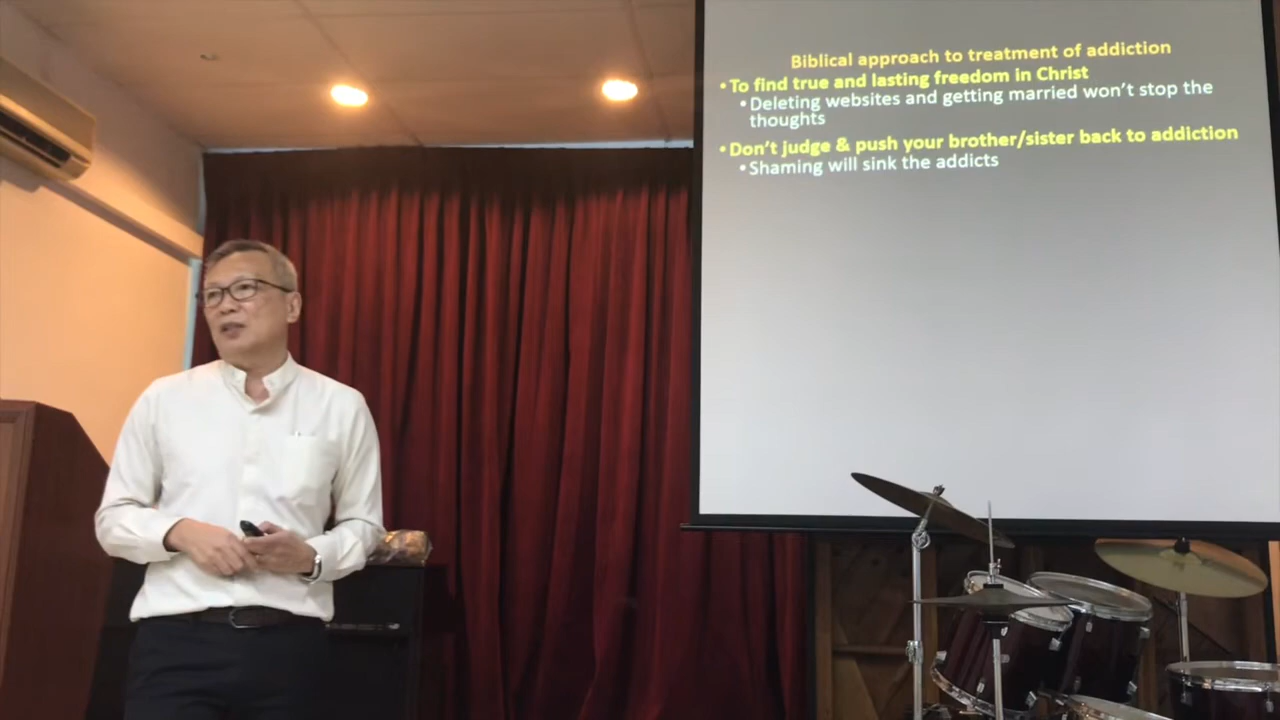 Biblical approach to treatment of addiction
• To find true and lasting freedom in Christ
• Deleting websites and getting married won't stop the
thoughts
• Don't judge & push your brother/sister back to addiction
• Shaming will sink the addicts